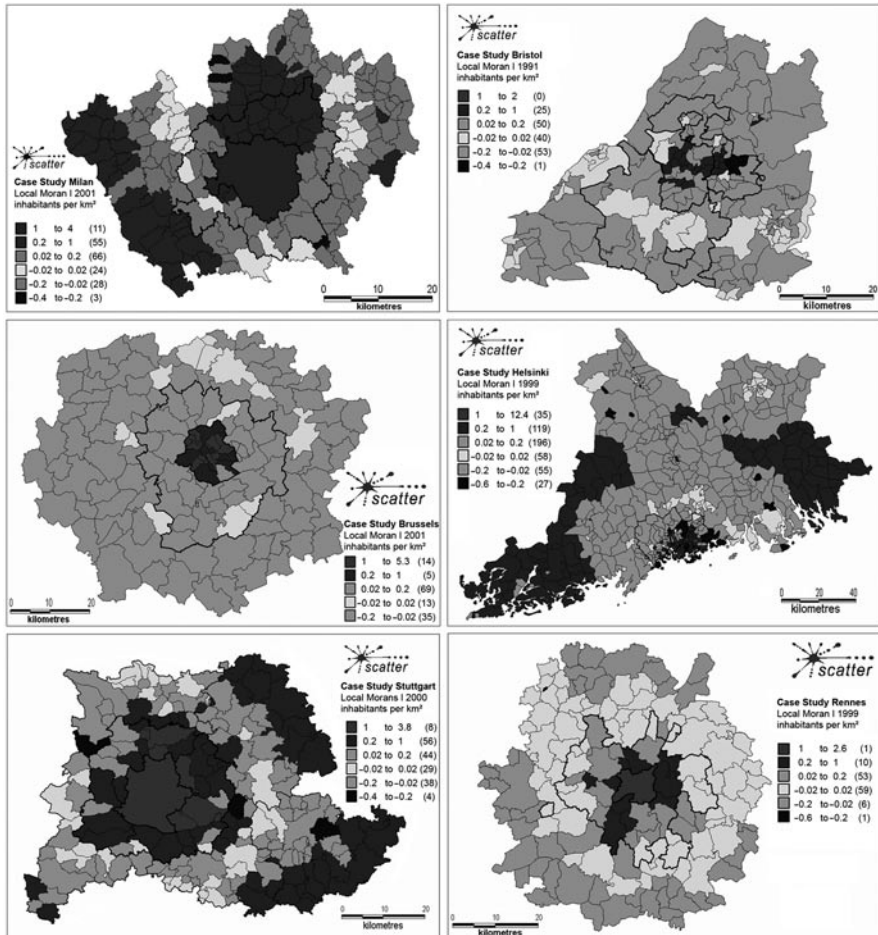 scatter
Case Study Milan
Local Moran I 2001
inhabitants per km²
1 to 4 (11)
0.2 to 1 (55)
0.02 to 0.2 (66)
-0.02 to 0.02 (24)
-0.2 to -0.02 (28)
-0.4 to -0.2 (3)
0 10 20
kilometres
scatter
Case Study Bristol
Local Moran I 1991
inhabitants per km²
1 to 2 (0)
0.2 to 1 (25)
0.02 to 0.2 (50)
-0.02 to 0.02 (40)
-0.2 to -0.02 (53)
-0.4 to -0.2 (1)
0 10 20
kilometres
scatter
Case Study Brussels
Local Moran I 2001
inhabitants per km²
1 to 5.3 (14)
0.2 to 1 (5)
0.02 to 0.2 (69)
-0.02 to 0.02 (13)
-0.2 to -0.02 (35)
0 10 20
kilometres
scatter
Case Study Helsinki
Local Moran I 1999
inhabitants per km²
1 to 12.4 (35)
0.2 to 1 (119)
0.02 to 0.2 (196)
-0.02 to 0.02 (58)
-0.2 to -0.02 (55)
-0.6 to -0.2 (27)
0 20 40
kilometres
scatter
Case Study Stuttgart
Local Morans I 2000
inhabitants per km²
1 to 3.8 (8)
0.2 to 1 (56)
0.02 to 0.2 (44)
-0.02 to 0.02 (29)
-0.2 to -0.02 (38)
-0.4 to -0.2 (4)
0 10 20
kilometres
scatter
Case Study Rennes
Local Moran I 1999
inhabitants per km²
1 to 2.6 (1)
0.2 to 1 (10)
0.02 to 0.2 (53)
-0.02 to 0.02 (59)
-0.2 to -0.02 (6)
-0.6 to -0.2 (1)
0 10 20
kilometres